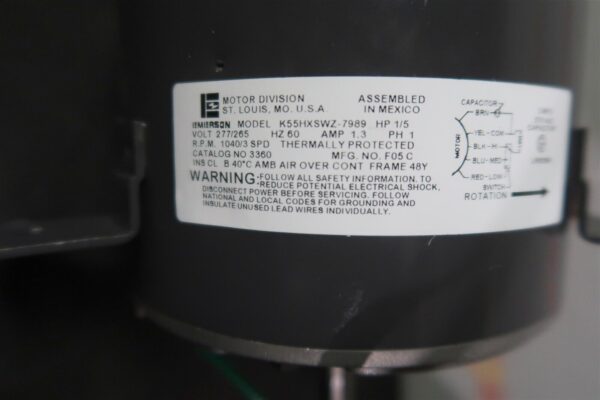 MOTOR DIVISION
ST. LOUIS, MO. U.S.A
ASSEMBLED
IN MEXICO
EMERSON MODEL K55HXSWZ-7989 HP 1/5
VOLT 277/265 HZ 60 AMP 1.3 PH 1
R.P.M. 1040/3 SPD THERMALLY PROTECTED
CATALOG NO 3360 MFG. NO. F05 C
INS CL B 40°C AMB AIR OVER CONT FRAME 48Y
WARNING-FOLLOW ALL SAFETY INFORMATION. TO
REDUCE POTENTIAL ELECTRICAL SHOCK,
DISCONNECT POWER BEFORE SERVICING. FOLLOW
NATIONAL AND LOCAL CODES FOR GROUNDING AND
INSULATE UNUSED LEAD WIRES INDIVIDUALLY.
CAPACITOR
BRN
MOTOR
YEL-COM
BLK-HI
BLU-MED
RED-LOW
SWITCH
ROTATION